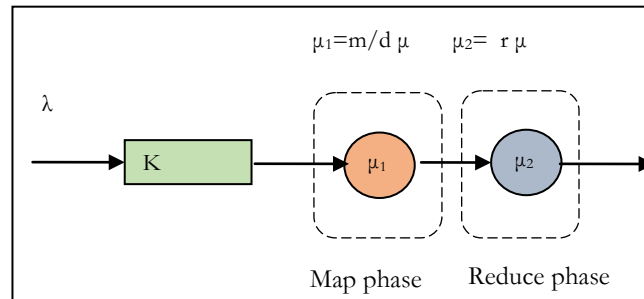 μ₁=m/d μ μ₂= r μ
λ
K
μ₁
μ₂
Map phase
Reduce phase